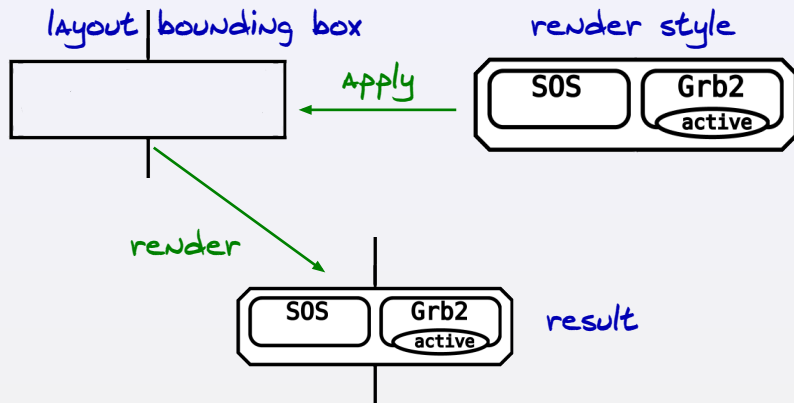 layout bounding box
render style
Apply
SOS Grb2
active
render
SOS Grb2
active
result